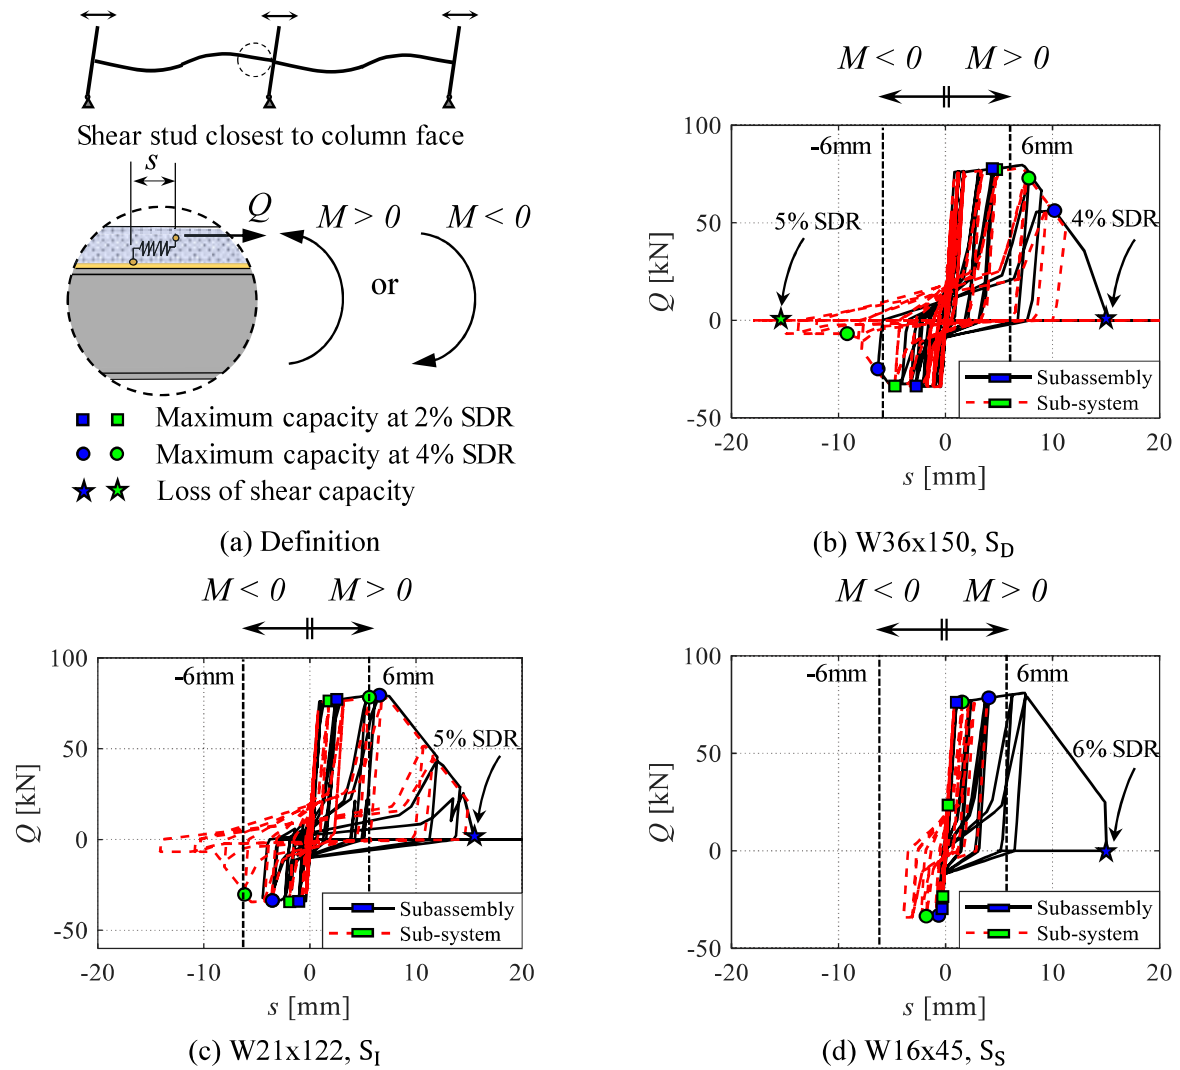 Shear stud closest to column face
s
Q
M > 0
M < 0
or
Maximum capacity at 2% SDR
Maximum capacity at 4% SDR
Loss of shear capacity
(a) Definition
M < 0
M > 0
100
50
0
-50
-20
-10
0
10
20
Q [kN]
s [mm]
-6mm
6mm
5% SDR
4% SDR
Subassembly
Sub-system
(b) W36x150, S_D
M < 0
M > 0
100
50
0
-50
-20
-10
0
10
20
Q [kN]
s [mm]
-6mm
6mm
5% SDR
Subassembly
Sub-system
(c) W21x122, S_I
M < 0
M > 0
100
50
0
-50
-20
-10
0
10
20
Q [kN]
s [mm]
-6mm
6mm
6% SDR
Subassembly
Sub-system
(d) W16x45, S_S